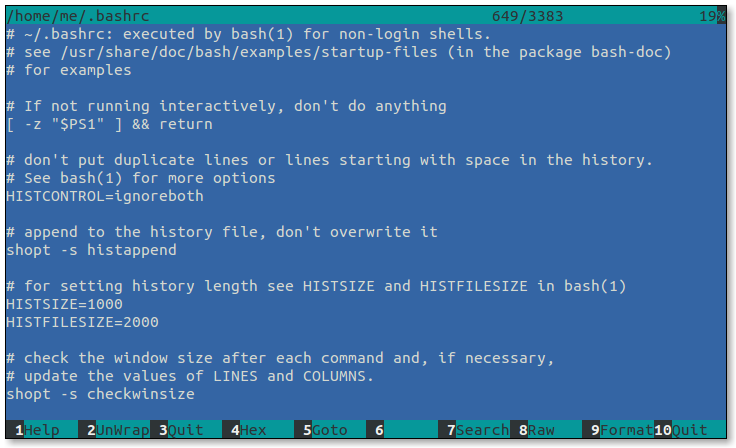 /home/me/.bashrc 649/3383 19%
# ~/.bashrc: executed by bash(1) for non-login shells.
# see /usr/share/doc/bash/examples/startup-files (in the package bash-doc)
# for examples
# If not running interactively, don't do anything
[ -z "$PS1" ] && return
# don't put duplicate lines or lines starting with space in the history.
# See bash(1) for more options
HISTCONTROL=ignoreboth
# append to the history file, don't overwrite it
shopt -s histappend
# for setting history length see HISTSIZE and HISTFILESIZE in bash(1)
HISTSIZE=1000
HISTFILESIZE=2000
# check the window size after each command and, if necessary,
# update the values of LINES and COLUMNS.
shopt -s checkwinsize
1Help 2UnWrap 3Quit 4Hex 5Goto 6 7Search 8Raw 9Format 10Quit